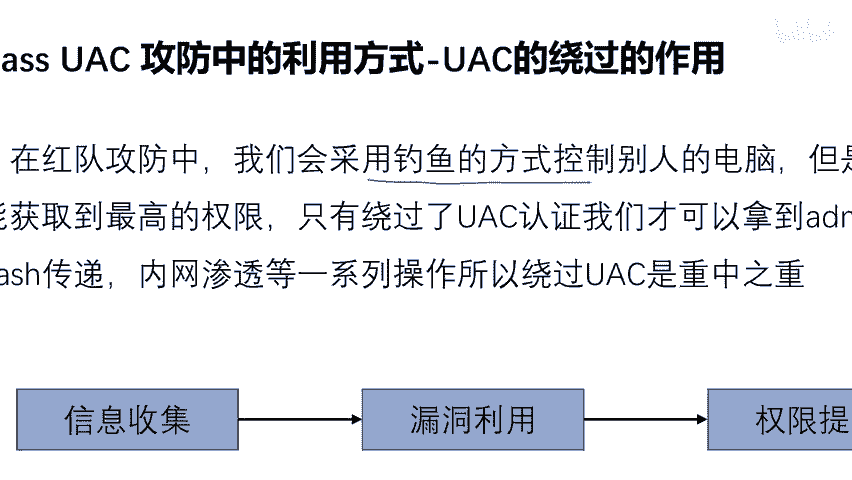 ass UAC 攻防中的利用方式-UAC的绕过的作用
在红队攻防中，我们会采用钓鱼的方式控制别人的电脑，但是
能获取到最高的权限，只有绕过了UAC认证我们才可以拿到adm
ash传递，内网渗透等一系列操作所以绕过UAC是重中之重
信息收集
漏洞利用
权限提